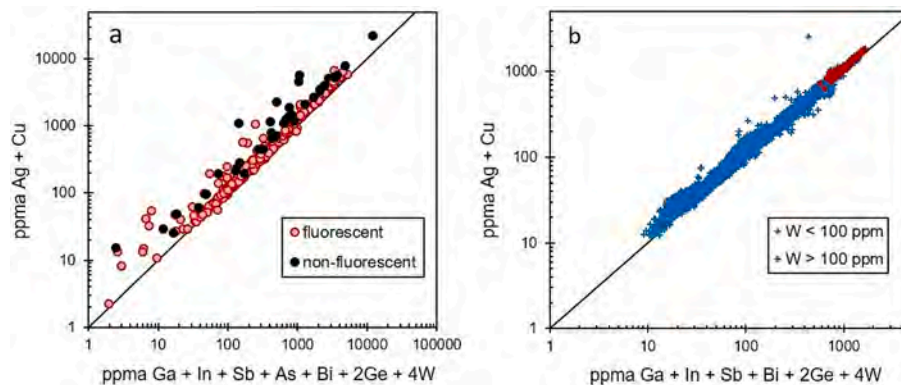 a
ppma Ag + Cu
10000
1000
100
10
1
fluorescent
non-fluorescent
1 10 100 1000 10000 100000
ppma Ga + In + Sb + As + Bi + 2Ge + 4W
b
ppma Ag + Cu
1000
100
10
1
W < 100 ppm
W > 100 ppm
1 10 100 1000
ppma Ga + In + Sb + Bi + 2Ge + 4W